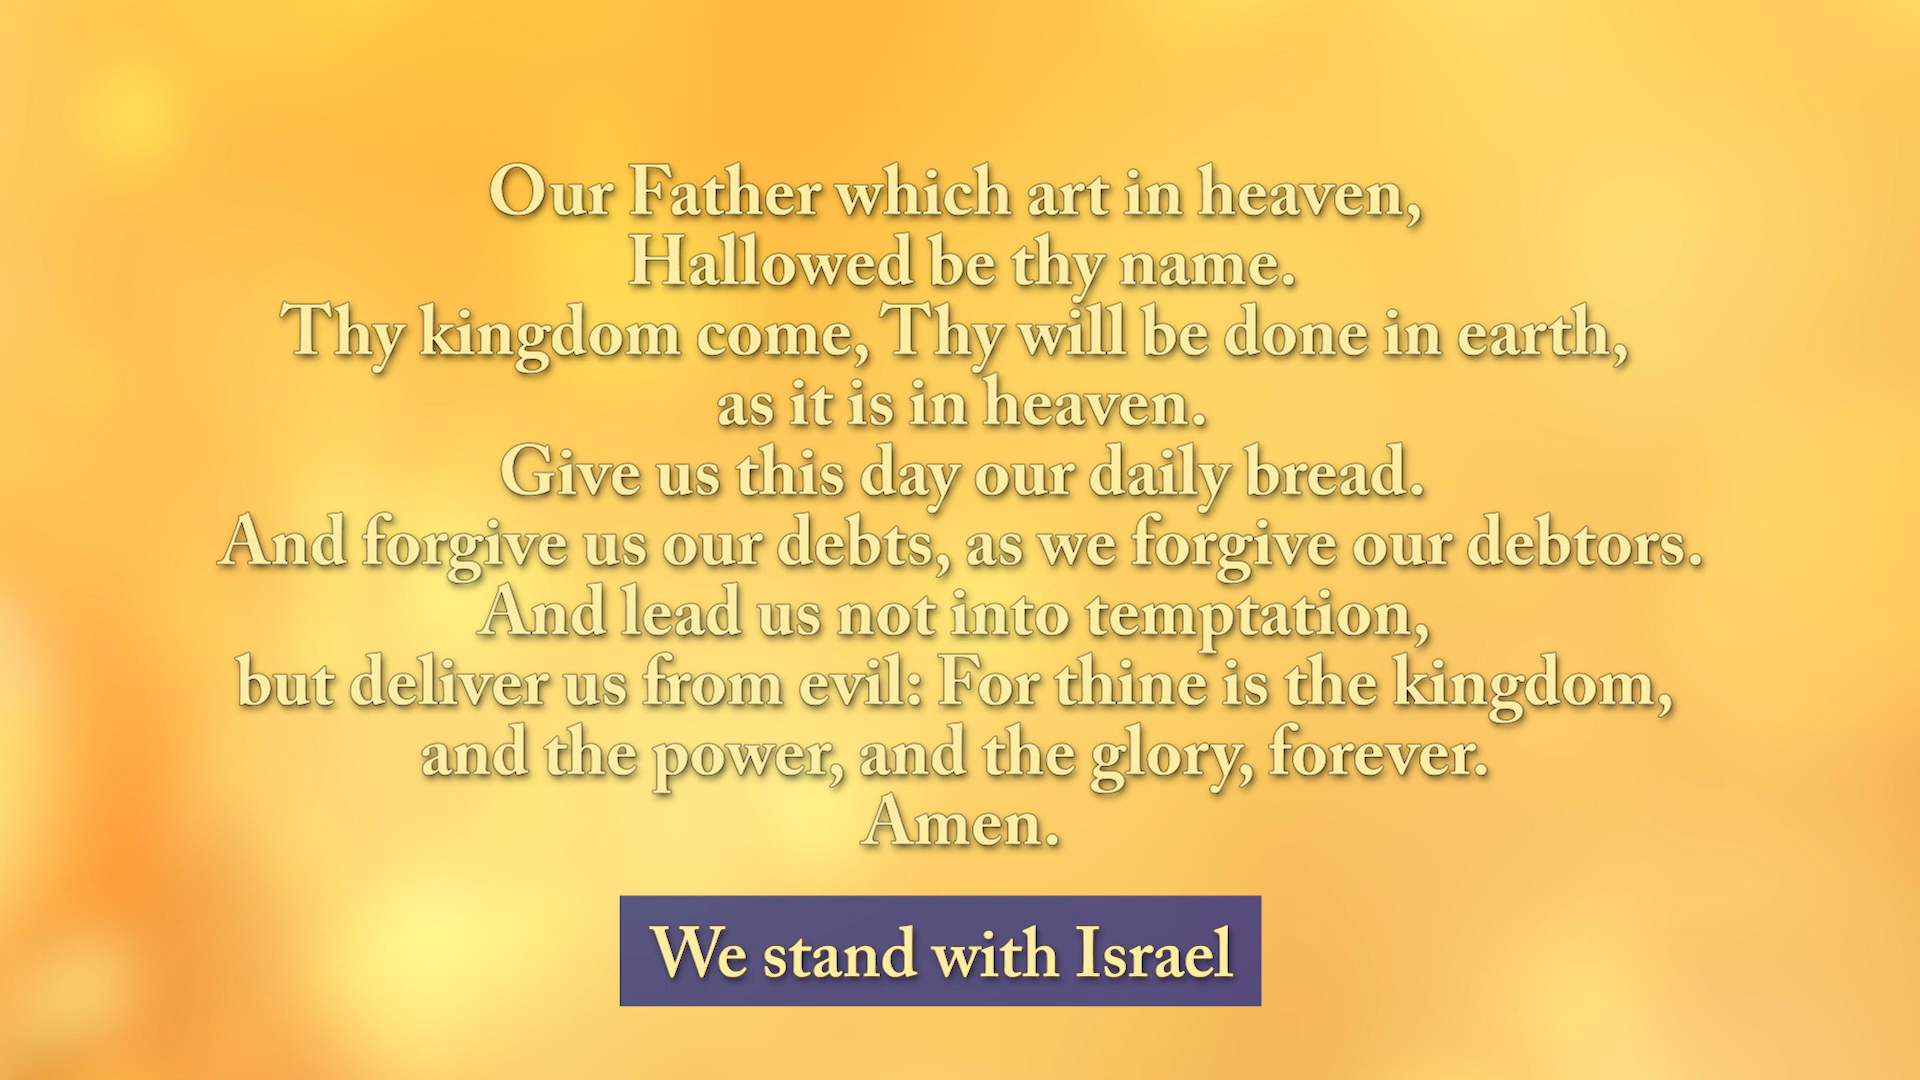 Our Father which art in heaven,
Hallowed be thy name.
Thy kingdom come, Thy will be done in earth,
as it is in heaven.
Give us this day our daily bread.
And forgive us our debts, as we forgive our debtors.
And lead us not into temptation,
but deliver us from evil: For thine is the kingdom,
and the power, and the glory, forever.
Amen.
We stand with Israel